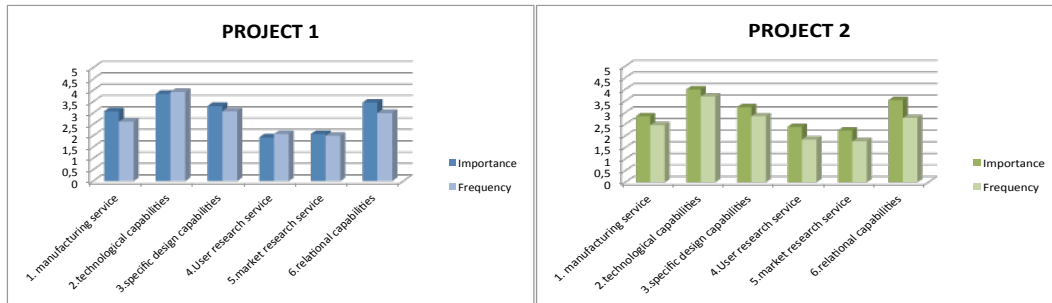 PROJECT 1
5
4,5
4
3,5
3
2,5
2
1,5
1
0,5
0
1. manufacturing service
2.technological capabilities
3.specific design capabilities
4.User research service
5.market research service
6.relational capabilities
Importance
Frequency
PROJECT 2
5
4,5
4
3,5
3
2,5
2
1,5
1
0,5
0
1. manufacturing service
2.technological capabilities
3.specific design capabilities
4.User research service
5.market research service
6.relational capabilities
Importance
Frequency